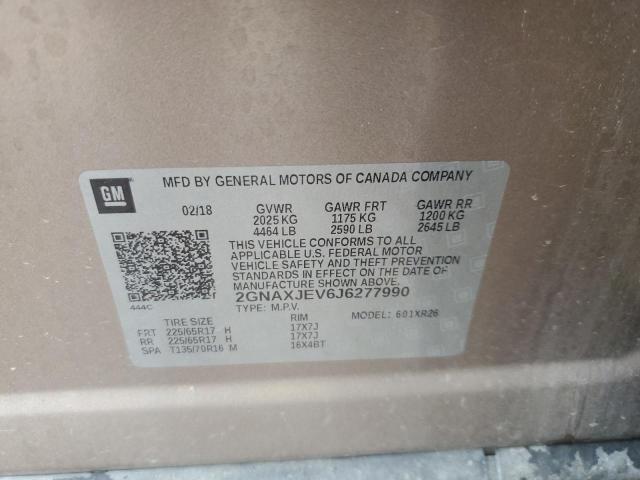 GM
MFD BY GENERAL MOTORS OF CANADA COMPANY
02/18 GVWR GAWR FRT GAWR RR
2025 KG 1175 KG 1200 KG
4464 LB 2590 LB 2645 LB
THIS VEHICLE CONFORMS TO ALL
APPLICABLE U.S. FEDERAL MOTOR
VEHICLE SAFETY AND THEFT PREVENTION
STANDARDS IN EFFECT ON THE DATE OF
MANUFACTURE SHOWN ABOVE.
444C 2GNAXJEV6J6277990
TYPE: M.P.V. MODEL: 601XR26
TIRE SIZE RIM
FRT 225/65R17 H 17X7J
RR 225/65R17 H 17X7J
SPA T135/70R16 M 16X4BT